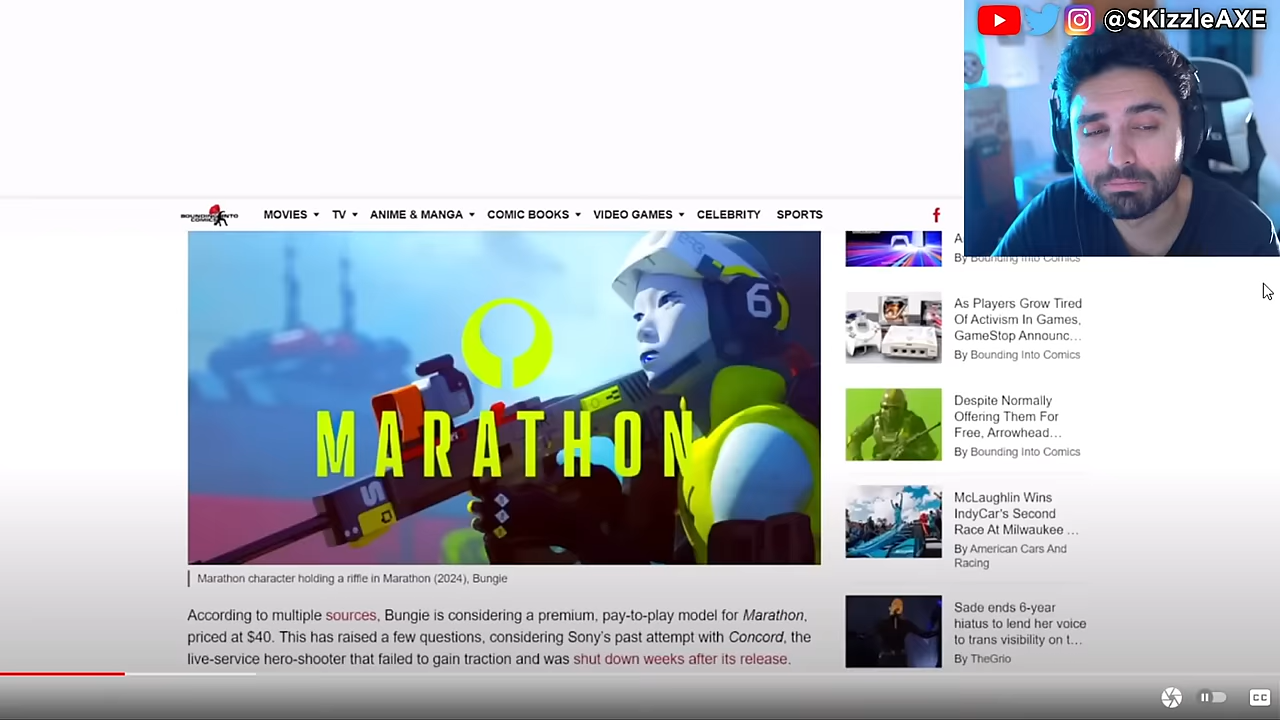 @SKizzleAXE
BOUNDING INTO
COMICS
MOVIES
TV
ANIME & MANGA
COMIC BOOKS
VIDEO GAMES
CELEBRITY
SPORTS
f
6
MARATHON
S
Marathon character holding a riffle in Marathon (2024), Bungie
According to multiple sources, Bungie is considering a premium, pay-to-play model for Marathon,
priced at $40. This has raised a few questions, considering Sony's past attempt with Concord, the
live-service hero-shooter that failed to gain traction and was shut down weeks after its release.
A
By Bounding Into Comics
As Players Grow Tired
Of Activism In Games,
GameStop Announc...
By Bounding Into Comics
Despite Normally
Offering Them For
Free, Arrowhead...
By Bounding Into Comics
McLaughlin Wins
IndyCar's Second
Race At Milwaukee ...
By American Cars And
Racing
Sade ends 6-year
hiatus to lend her voice
to trans visibility on t...
By TheGrio
CC